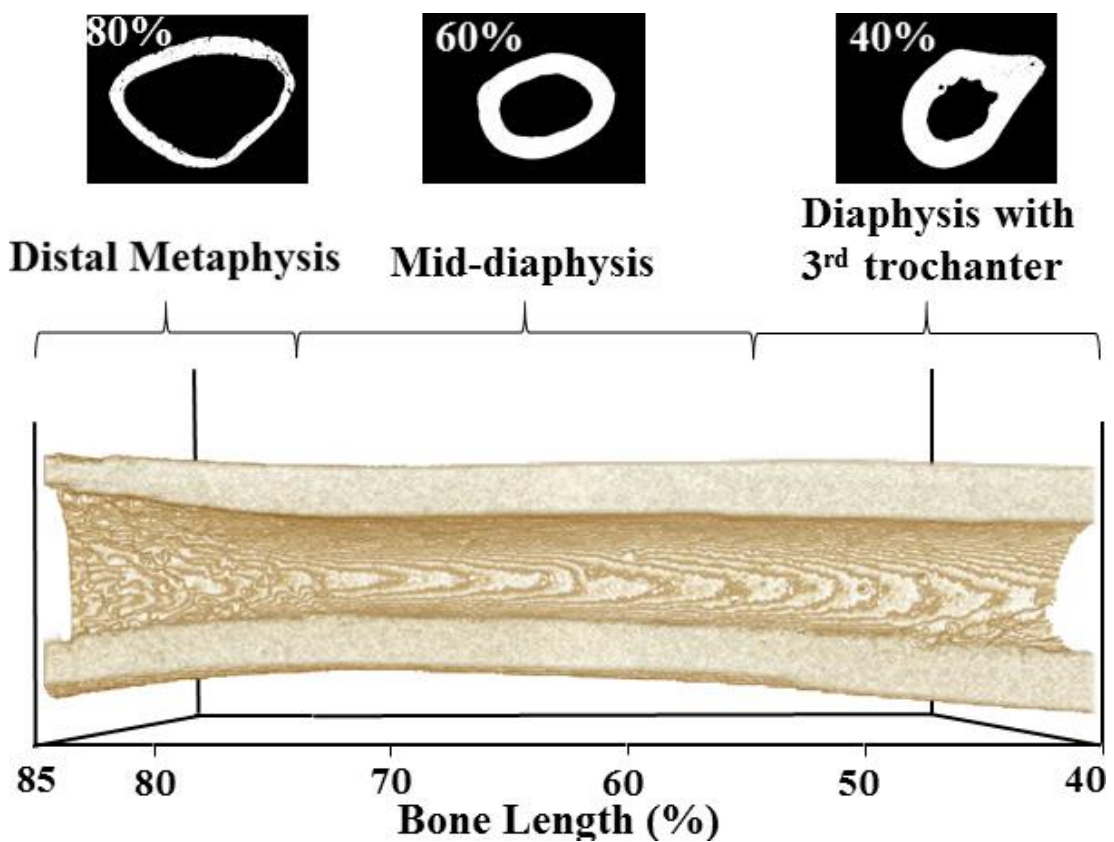 80%
60%
40%
Distal Metaphysis
Mid-diaphysis
Diaphysis with
3rd trochanter
85
80
70
60
50
40
Bone Length (%)